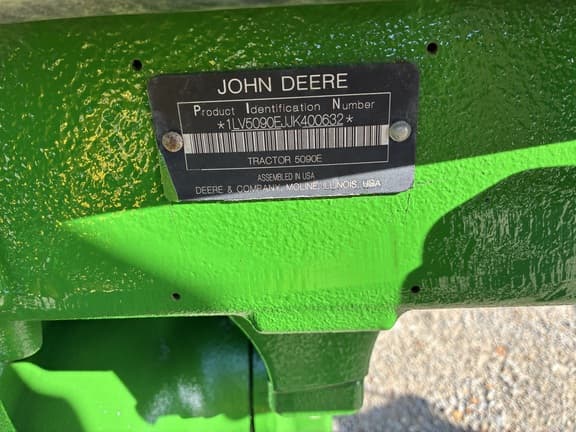 JOHN DEERE
Product Identification Number
*1LV5090EJJK400632*
TRACTOR 5090E
ASSEMBLED IN USA
DEERE & COMPANY, MOLINE, ILLINOIS, USA